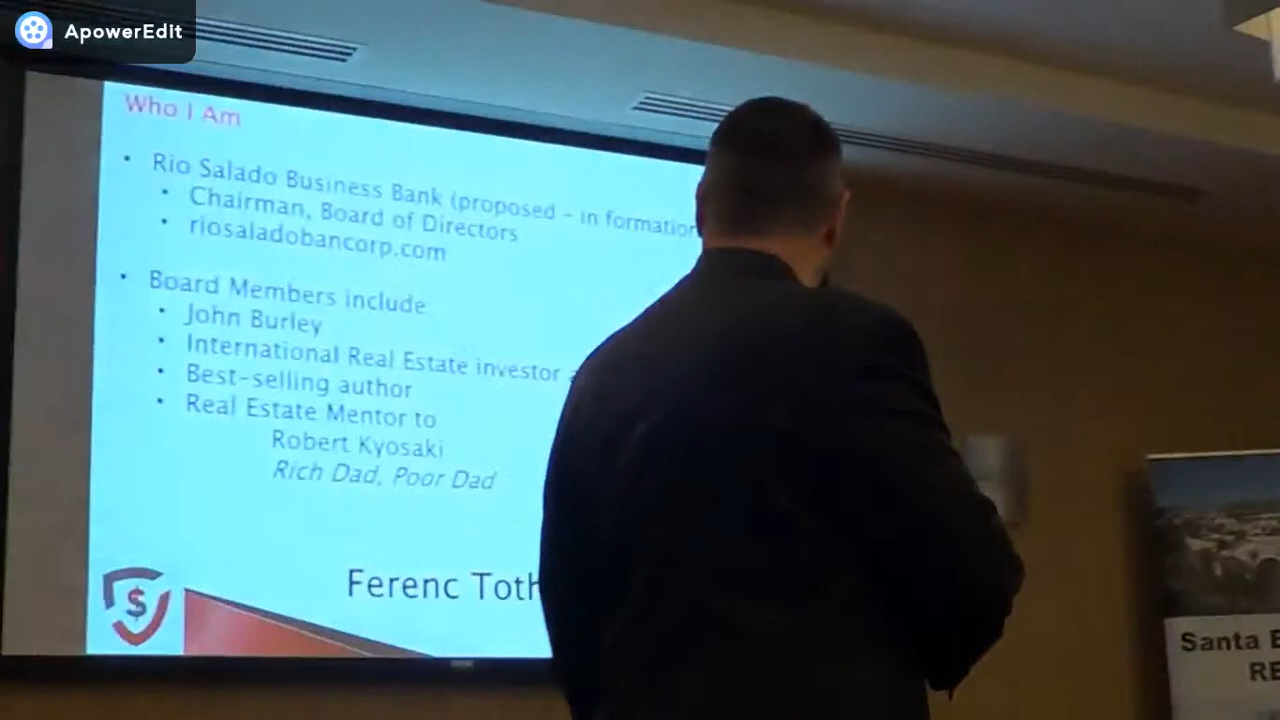 ApowerEdit
Who I Am
• Rio Salado Business Bank (proposed - in formation
• Chairman, Board of Directors
• riosaladobancorp.com
• Board Members include
• John Burley
• International Real Estate investor
• Best-selling author
• Real Estate Mentor to
Robert Kyosaki
Rich Dad, Poor Dad
$
Ferenc Toth
Santa
RE